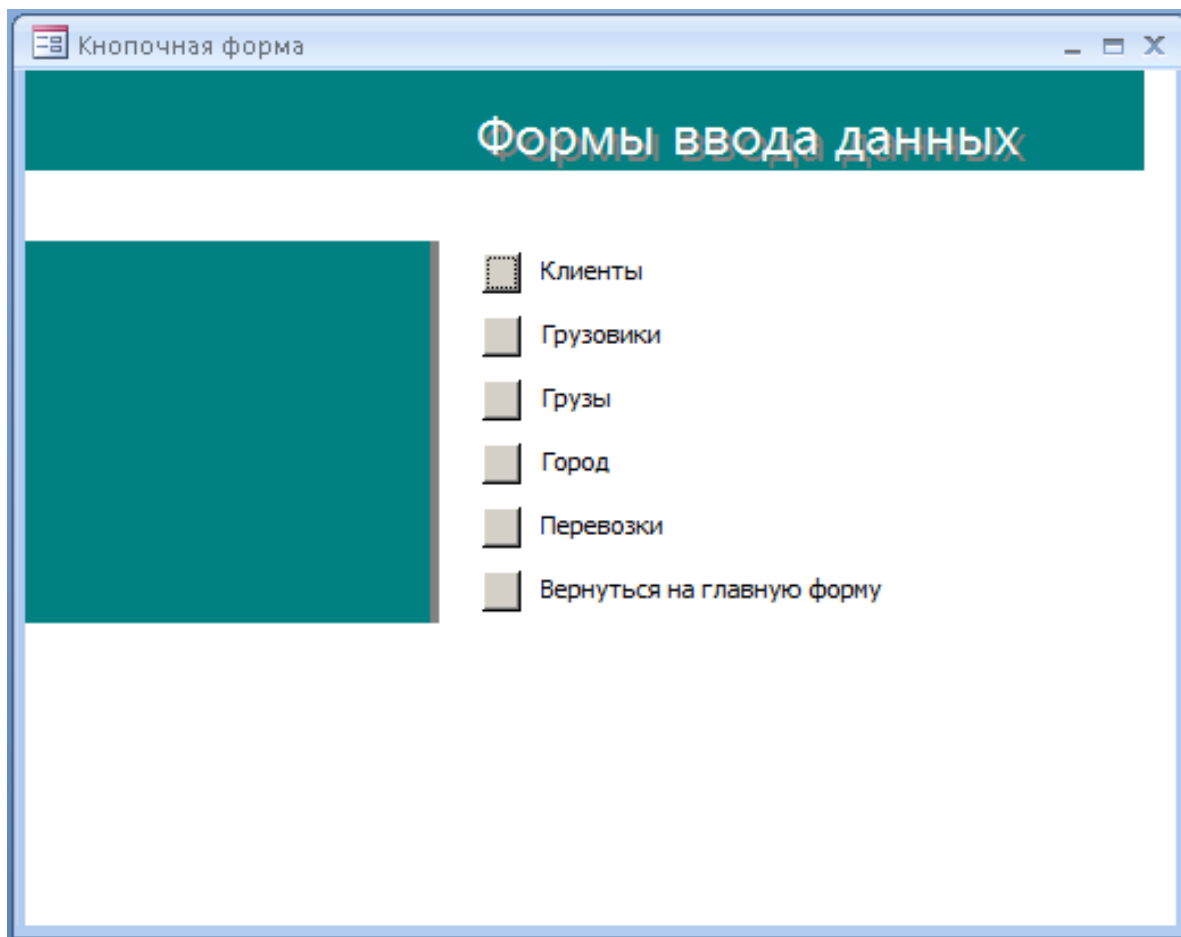 Кнопочная форма
Формы ввода данных
Клиенты
Грузовики
Грузы
Город
Перевозки
Вернуться на главную форму